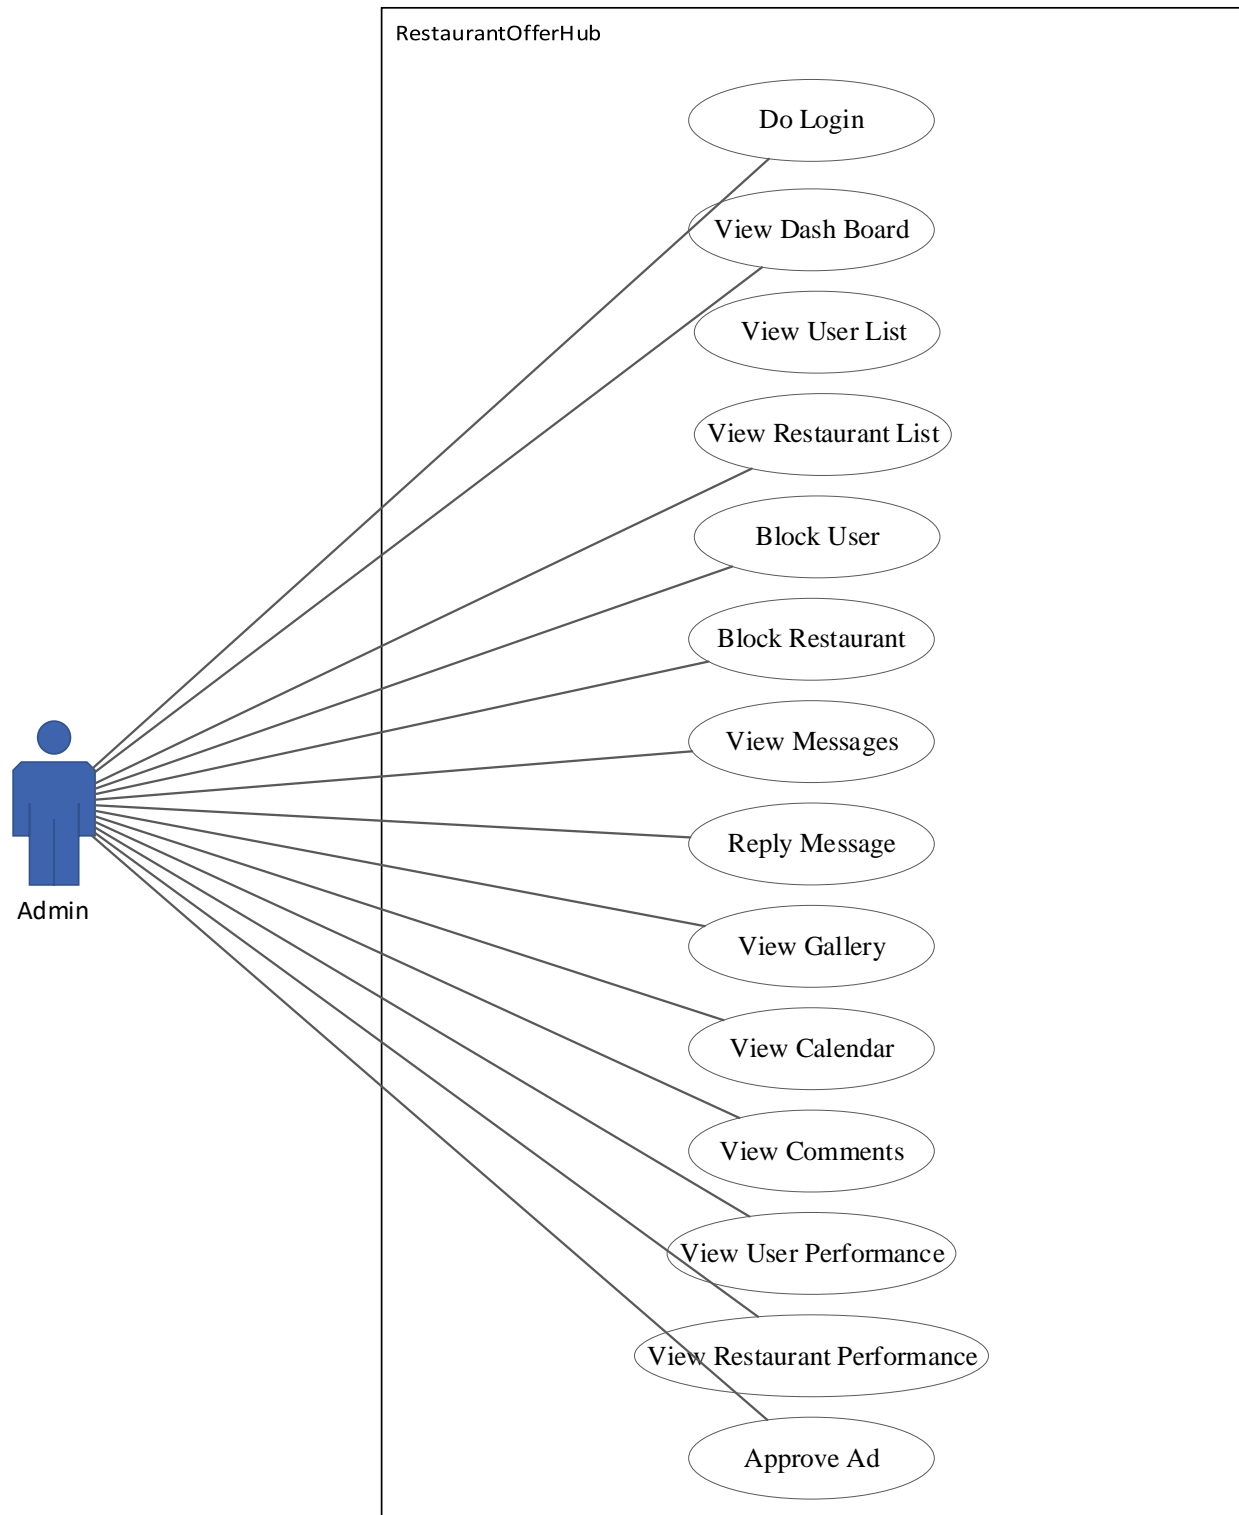 RestaurantOfferHub
Do Login
View Dash Board
View User List
View Restaurant List
Block User
Block Restaurant
View Messages
Reply Message
Admin
View Gallery
View Calendar
View Comments
View User Performance
View Restaurant Performance
Approve Ad